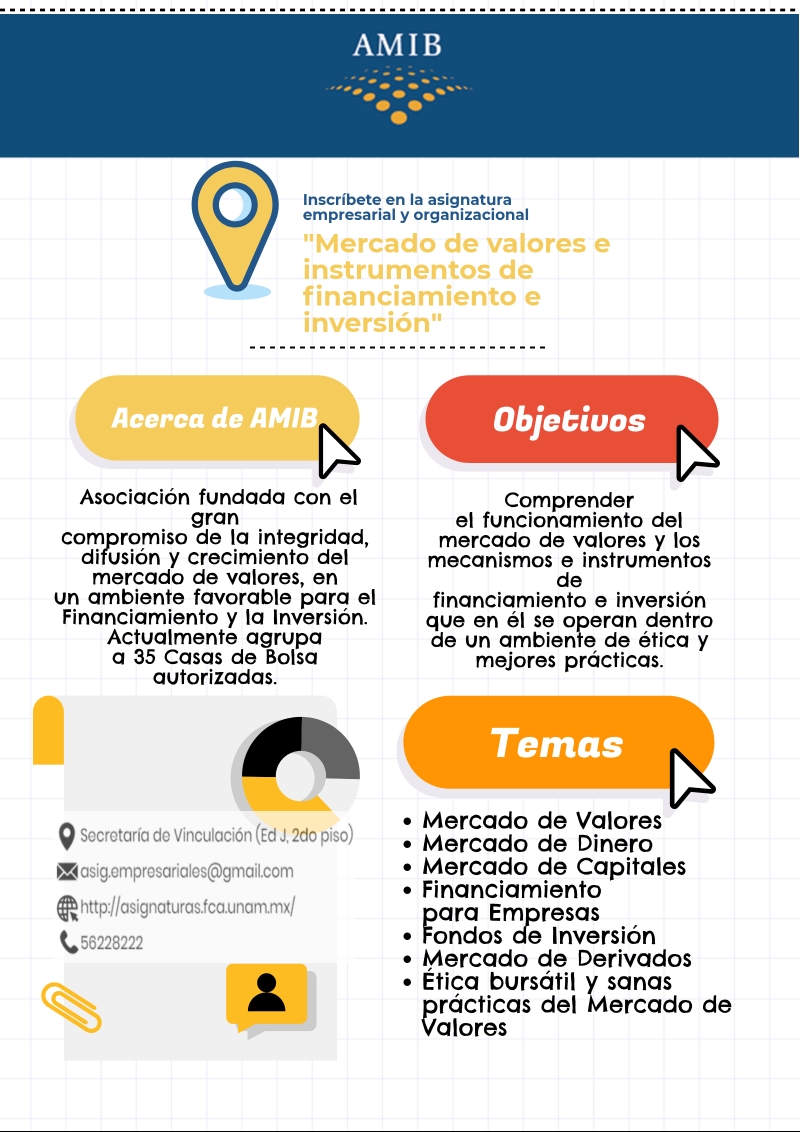 AMIB
Inscríbete en la asignatura
empresarial y organizacional
"Mercado de valores e
instrumentos de
financiamiento e
inversión"
Acerca de AMIB
Asociación fundada con el
gran
compromiso de la integridad,
difusión y crecimiento del
mercado de valores, en
un ambiente favorable para el
Financiamiento y la Inversión.
Actualmente agrupa
a 35 Casas de Bolsa
autorizadas.
Objetivos
Comprender
el funcionamiento del
mercado de valores y los
mecanismos e instrumentos
de
financiamiento e inversión
que en él se operan dentro
de un ambiente de ética y
mejores prácticas.
Secretaría de Vinculación (Ed J, 2do piso)
asig.empresariales@gmail.com
http://asignaturas.fca.unam.mx/
56228222
Temas
• Mercado de Valores
• Mercado de Dinero
• Mercado de Capitales
• Financiamiento
para Empresas
• Fondos de Inversión
• Mercado de Derivados
• Ética bursátil y sanas
prácticas del Mercado de
Valores